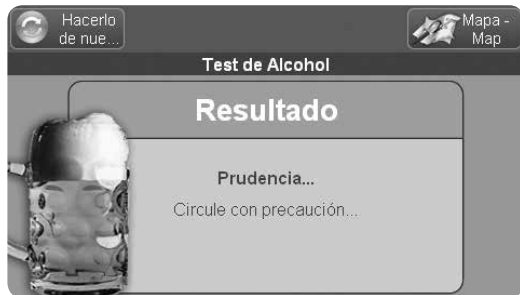 Hacerlo
de nue...
Mapa -
Map
Test de Alcohol
Resultado
Prudencia...
Circule con precaución...